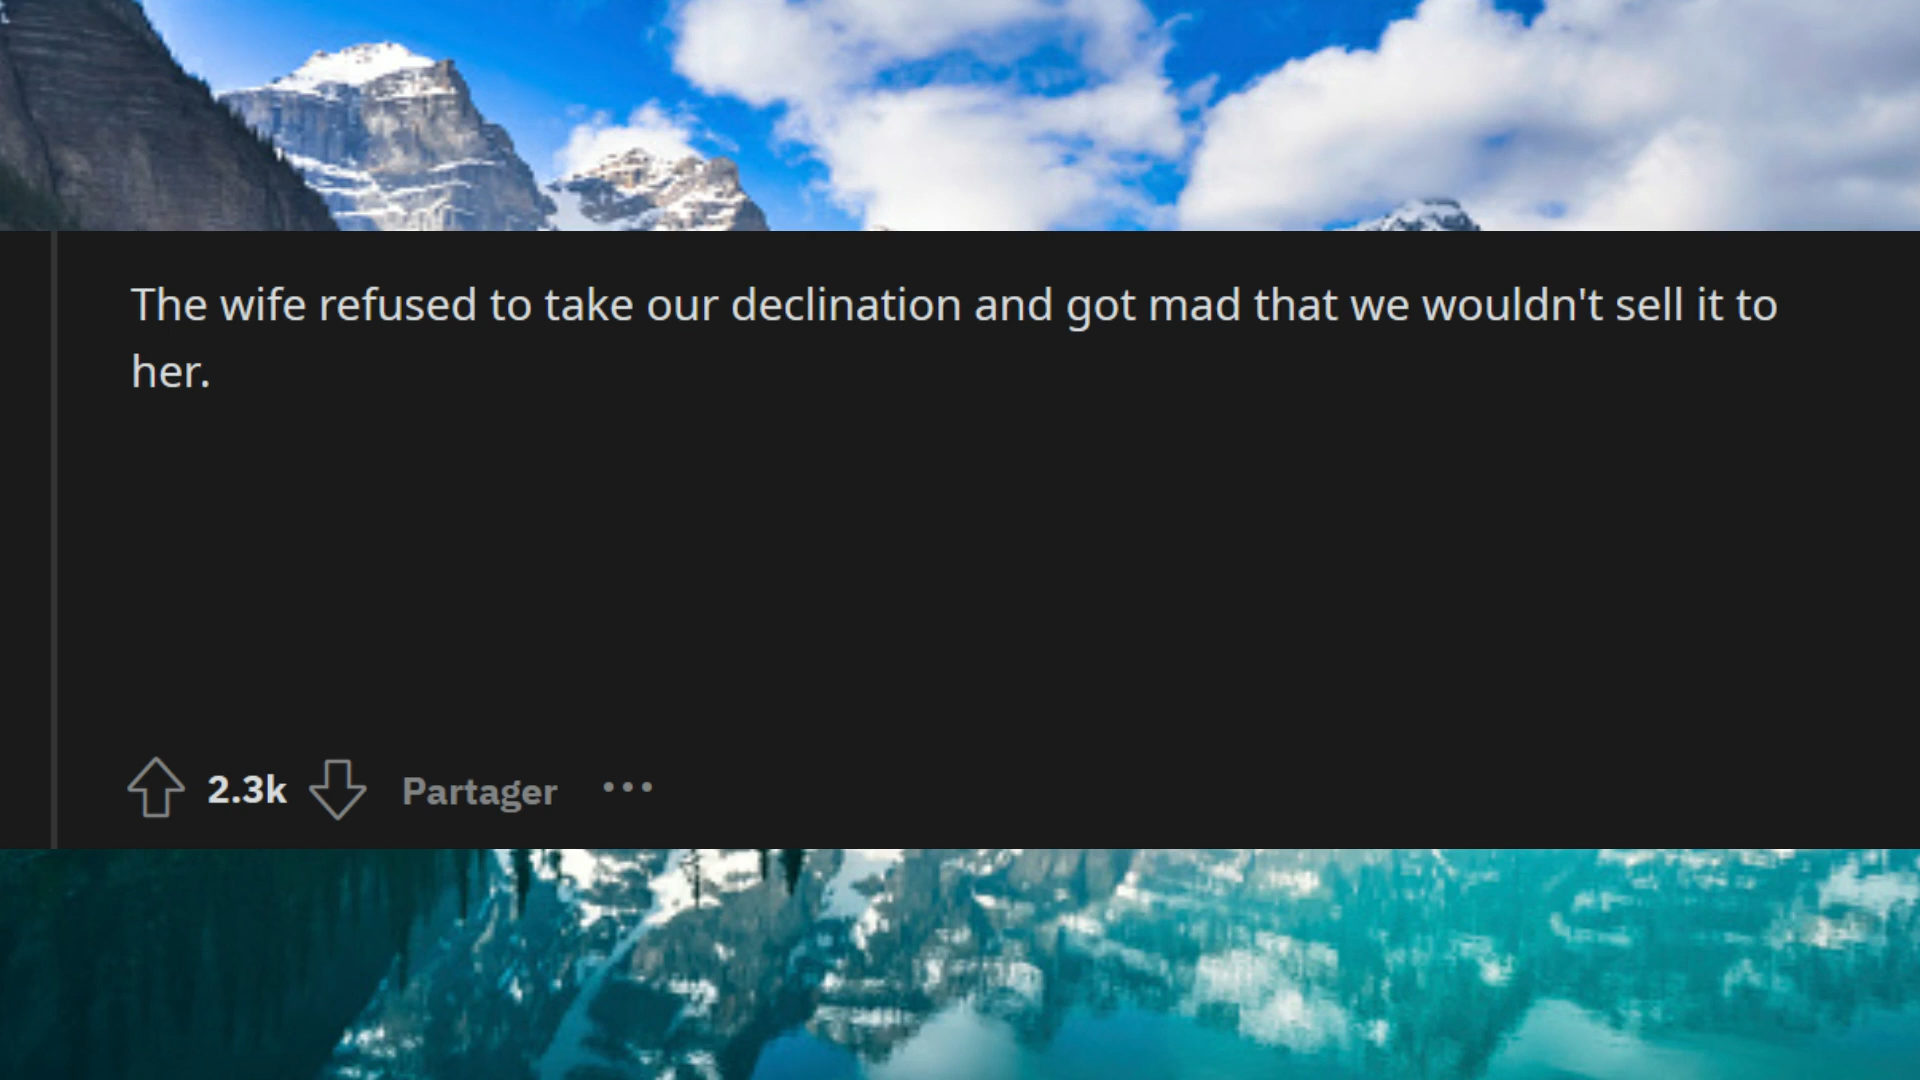 The wife refused to take our declination and got mad that we wouldn't sell it to
her.
2.3k Partager